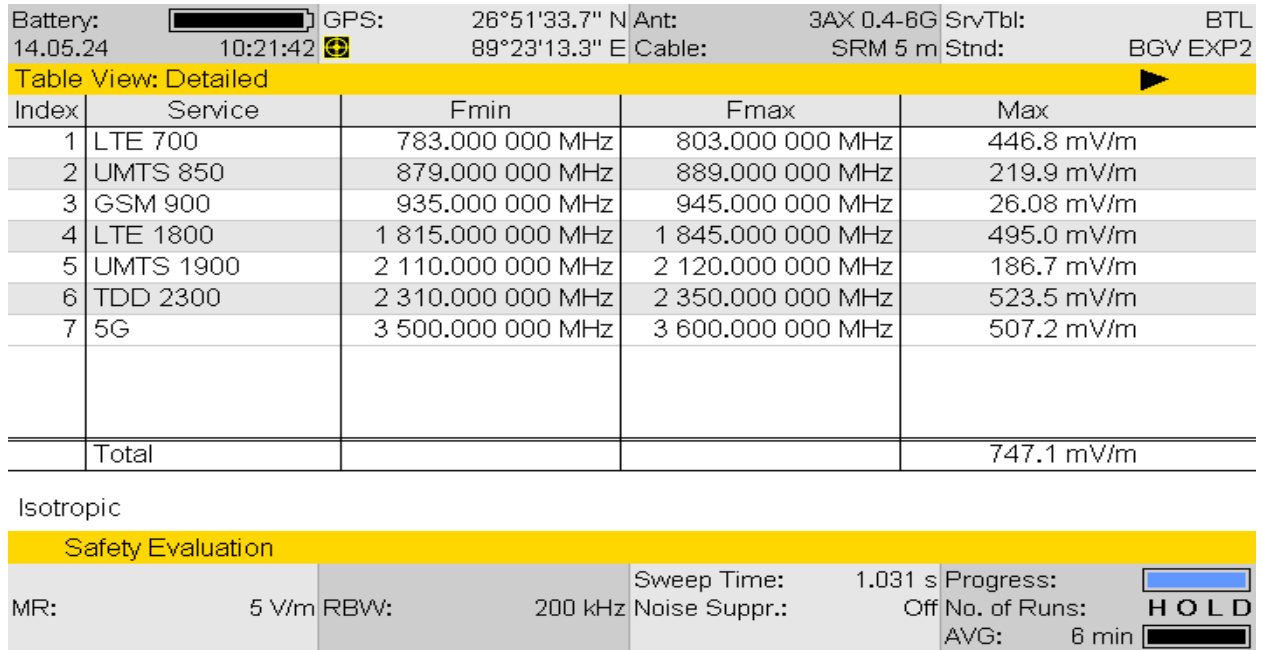 Battery: GPS: 26°51'33.7" N Ant: 3AX 0.4-6G SrvTbl: BTL
14.05.24 10:21:42 89°23'13.3" E Cable: SRM 5 m Stnd: BGV EXP2
Table View: Detailed
Index Service Fmin Fmax Max
1 LTE 700 783.000 000 MHz 803.000 000 MHz 446.8 mV/m
2 UMTS 850 879.000 000 MHz 889.000 000 MHz 219.9 mV/m
3 GSM 900 935.000 000 MHz 945.000 000 MHz 26.08 mV/m
4 LTE 1800 1 815.000 000 MHz 1 845.000 000 MHz 495.0 mV/m
5 UMTS 1900 2 110.000 000 MHz 2 120.000 000 MHz 186.7 mV/m
6 TDD 2300 2 310.000 000 MHz 2 350.000 000 MHz 523.5 mV/m
7 5G 3 500.000 000 MHz 3 600.000 000 MHz 507.2 mV/m
Total 747.1 mV/m
Isotropic
Safety Evaluation
Sweep Time: 1.031 s Progress:
MR: 5 V/m RBW: 200 kHz Noise Suppr.: Off No. of Runs: HOLD
AVG: 6 min